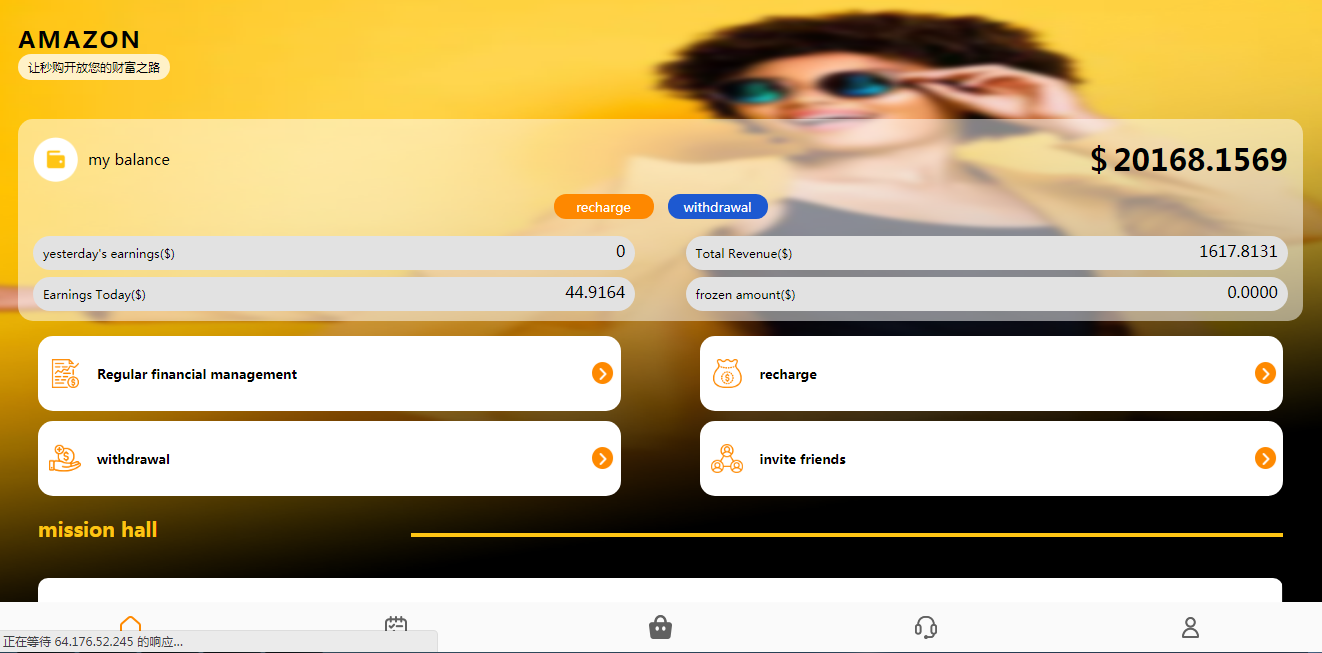 AMAZON
让秒购开放您的财富之路
my balance
$ 20168.1569
recharge
withdrawal
yesterday's earnings($)
0
Total Revenue($)
1617.8131
Earnings Today($)
44.9164
frozen amount($)
0.0000
Regular financial management
recharge
withdrawal
invite friends
mission hall
正在等待 64.176.52.245 的响应...